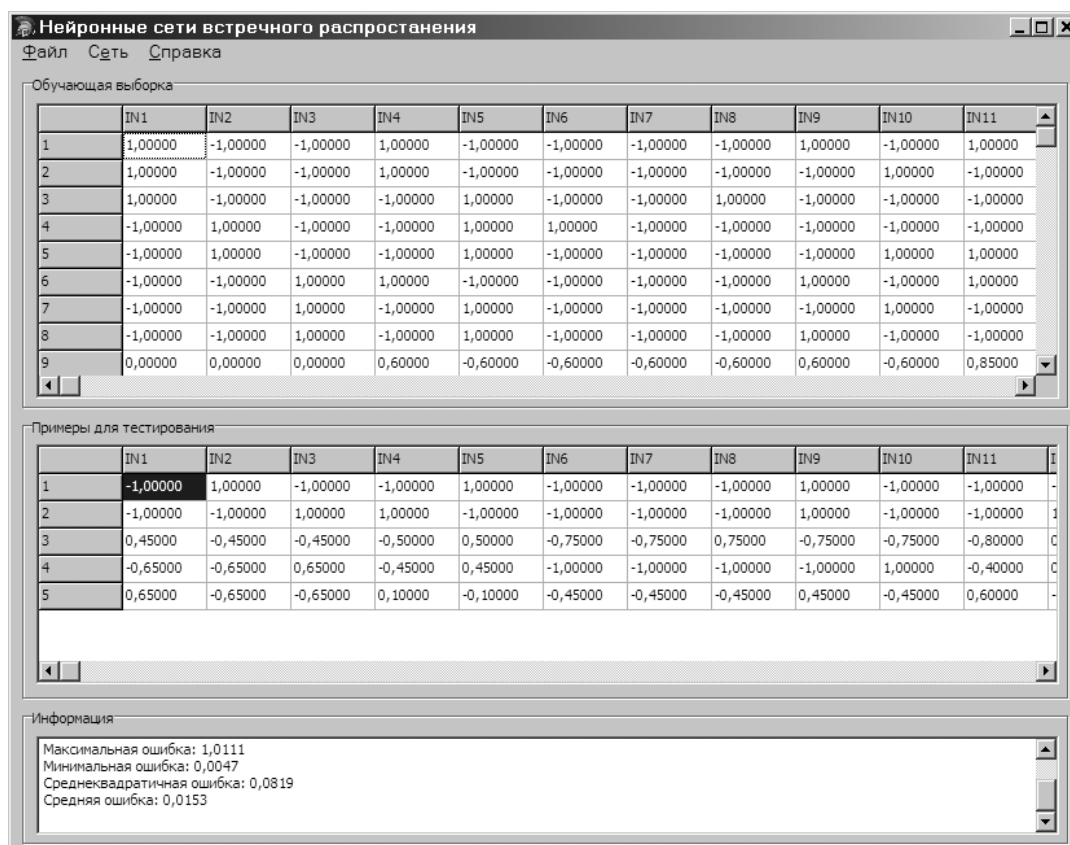 Нейронные сети встречного распростанения
Файл Сеть Справка
Обучающая выборка
IN1 IN2 IN3 IN4 IN5 IN6 IN7 IN8 IN9 IN10 IN11
1 1,00000 -1,00000 -1,00000 1,00000 -1,00000 -1,00000 -1,00000 -1,00000 1,00000 -1,00000 1,00000
2 1,00000 -1,00000 -1,00000 1,00000 -1,00000 -1,00000 -1,00000 -1,00000 -1,00000 1,00000 -1,00000
3 1,00000 -1,00000 -1,00000 -1,00000 1,00000 -1,00000 -1,00000 1,00000 -1,00000 -1,00000 -1,00000
4 -1,00000 1,00000 -1,00000 -1,00000 1,00000 1,00000 -1,00000 -1,00000 -1,00000 -1,00000 -1,00000
5 -1,00000 1,00000 -1,00000 -1,00000 1,00000 -1,00000 -1,00000 -1,00000 -1,00000 1,00000 1,00000
6 -1,00000 -1,00000 1,00000 1,00000 -1,00000 -1,00000 -1,00000 -1,00000 1,00000 -1,00000 1,00000
7 -1,00000 -1,00000 1,00000 -1,00000 1,00000 -1,00000 -1,00000 -1,00000 -1,00000 1,00000 -1,00000
8 -1,00000 -1,00000 1,00000 -1,00000 1,00000 -1,00000 -1,00000 -1,00000 1,00000 -1,00000 -1,00000
9 0,00000 0,00000 0,00000 0,60000 -0,60000 -0,60000 -0,60000 -0,60000 0,60000 -0,60000 0,85000
Примеры для тестирования
IN1 IN2 IN3 IN4 IN5 IN6 IN7 IN8 IN9 IN10 IN11
1 -1,00000 1,00000 -1,00000 -1,00000 1,00000 -1,00000 -1,00000 -1,00000 1,00000 -1,00000 -1,00000
2 -1,00000 -1,00000 1,00000 1,00000 -1,00000 -1,00000 -1,00000 -1,00000 1,00000 -1,00000 -1,00000
3 0,45000 -0,45000 -0,45000 -0,50000 0,50000 -0,75000 -0,75000 0,75000 -0,75000 -0,75000 -0,80000
4 -0,65000 -0,65000 0,65000 -0,45000 0,45000 -1,00000 -1,00000 -1,00000 -1,00000 1,00000 -0,40000
5 0,65000 -0,65000 -0,65000 0,10000 -0,10000 -0,45000 -0,45000 -0,45000 0,45000 -0,45000 0,60000
Информация
Максимальная ошибка: 1,0111
Минимальная ошибка: 0,0047
Среднеквадратичная ошибка: 0,0819
Средняя ошибка: 0,0153